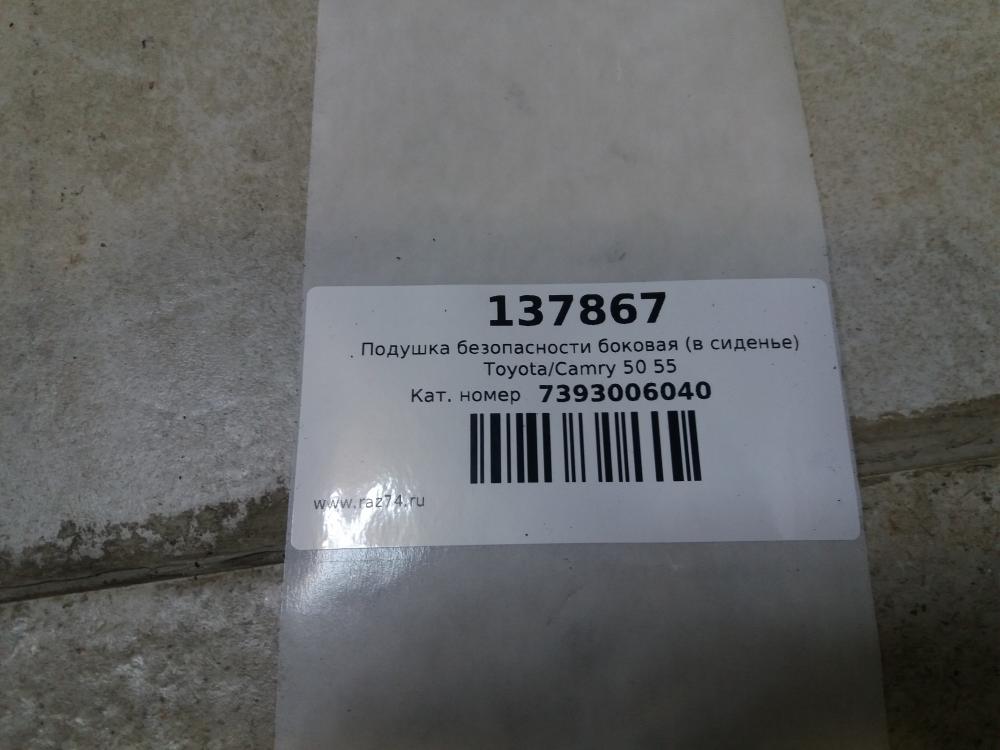 137867
Подушка безопасности боковая (в сиденье)
Toyota/Camry 50 55
Кат. номер 7393006040
www.raz74.ru